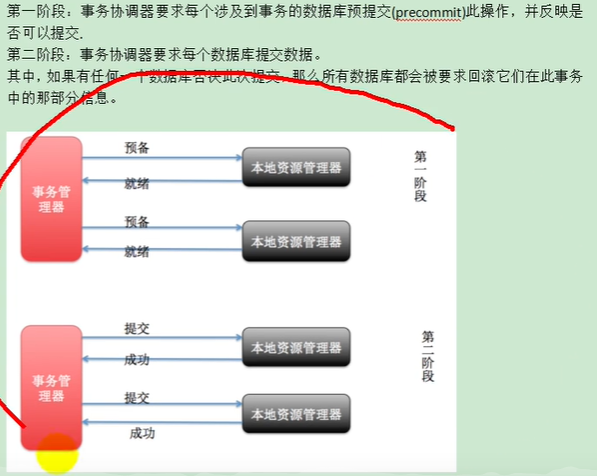 第一阶段：事务协调器要求每个涉及到事务的数据库预提交(precommit)此操作，并反映是
否可以提交.
第二阶段：事务协调器要求每个数据库提交数据。
其中，如果有任何一个数据库否决此次提交，那么所有数据库都会被要求回滚它们在此事务
中的那部分信息。
预备
第一阶段
本地资源管理器
事务管理器
就绪
预备
本地资源管理器
就绪
提交
第二阶段
本地资源管理器
成功
事务管理器
提交
本地资源管理器
成功